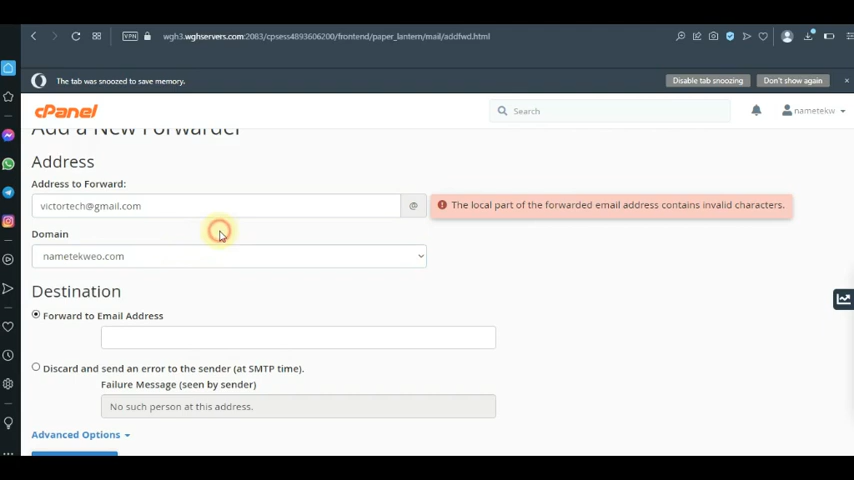 VPN
wgh3.wghservers.com:2083/cpsess4893606200/frontend/paper_lantern/mail/addfwd.html
The tab was snoozed to save memory.
Disable tab snoozing
Don't show again
cPanel
Search
nametekw
Add a New Forwarder
Address
Address to Forward:
victortech@gmail.com
@
The local part of the forwarded email address contains invalid characters.
Domain
nametekweo.com
Destination
Forward to Email Address
Discard and send an error to the sender (at SMTP time).
Failure Message (seen by sender)
No such person at this address.
Advanced Options